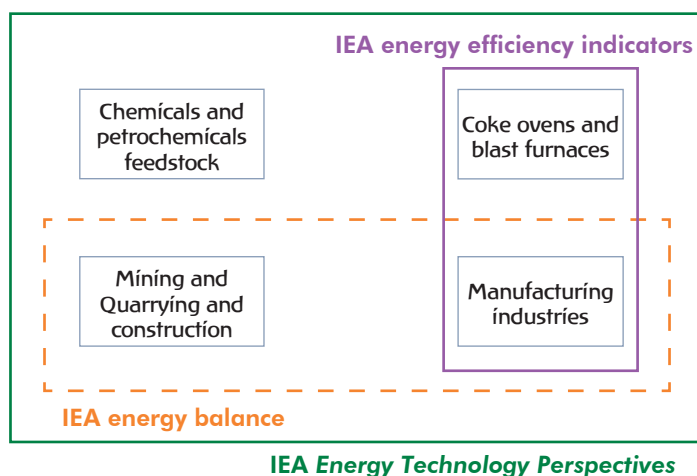 IEA energy efficiency indicators
Chemicals and
petrochemicals
feedstock
Coke ovens and
blast furnaces
Mining and
Quarrying and
construction
Manufacturing
industries
IEA energy balance
IEA Energy Technology Perspectives